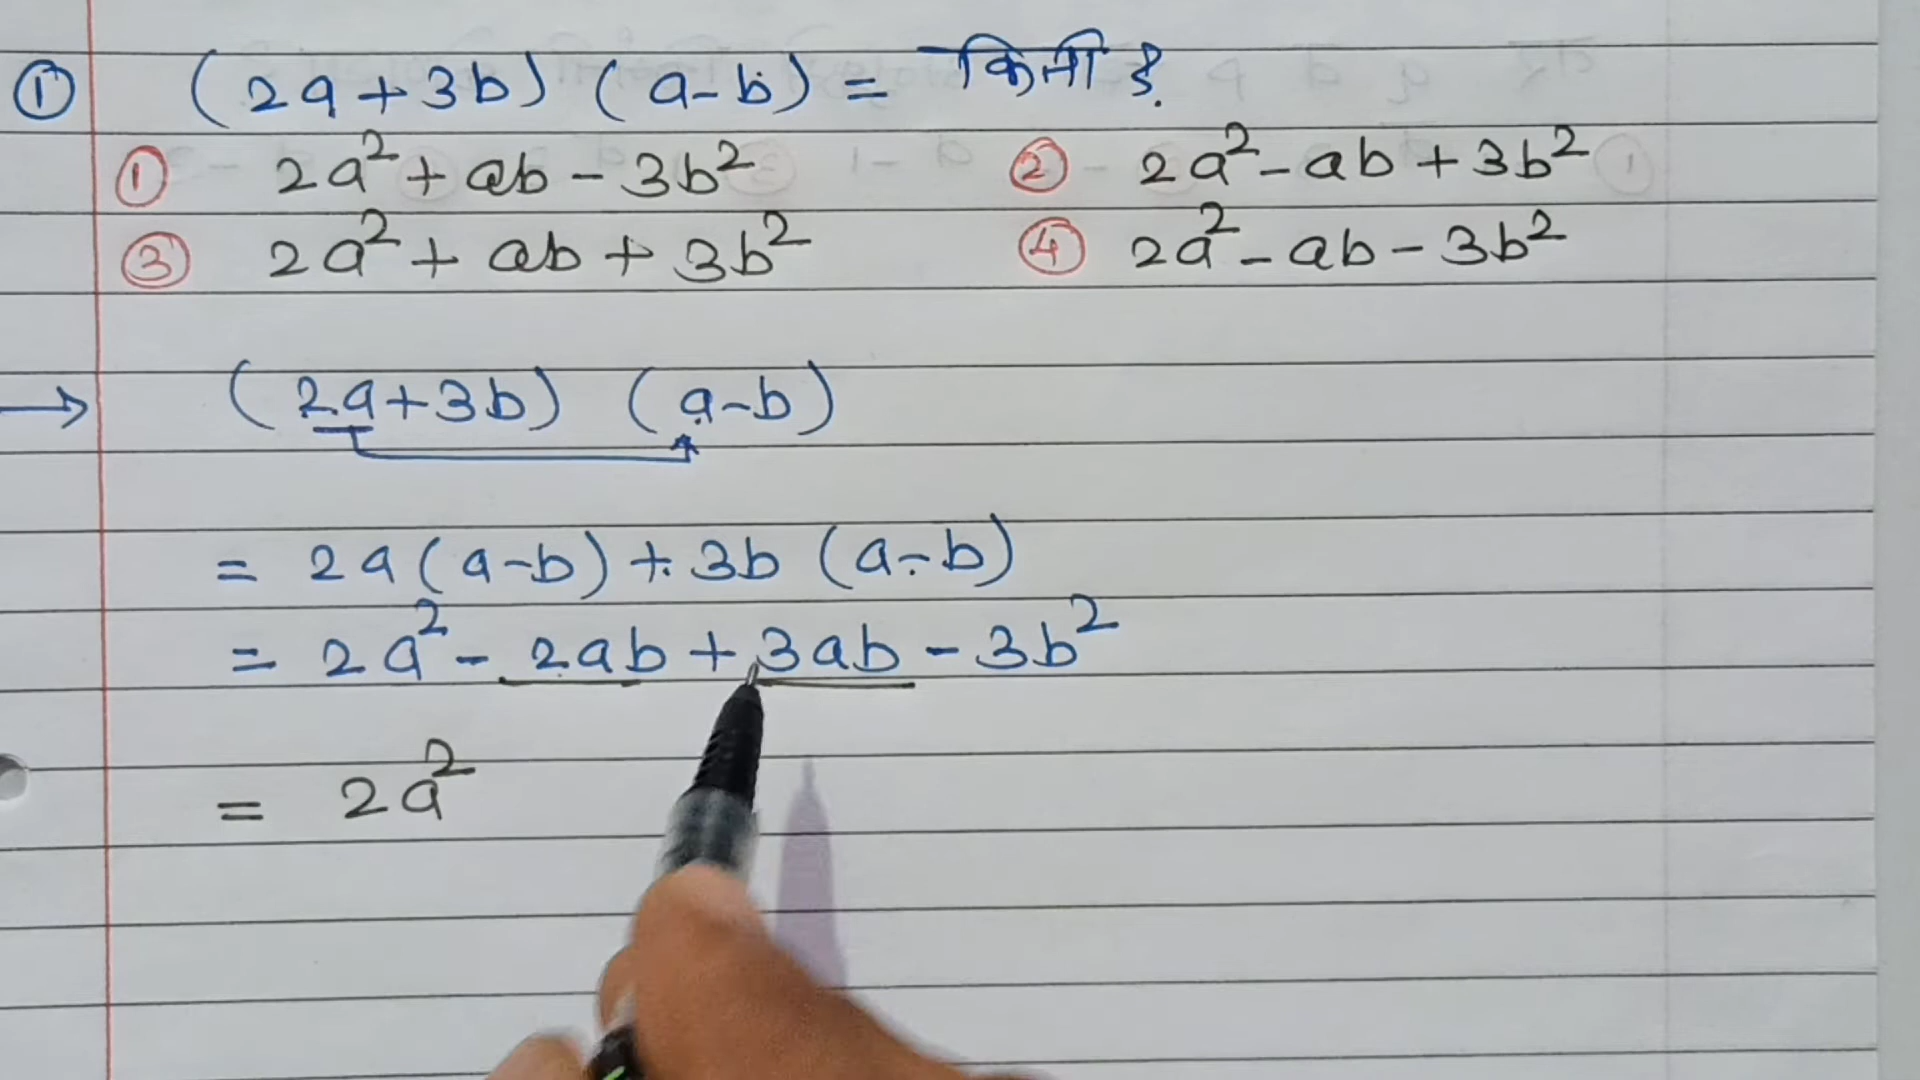 ① (2a+3b) (a-b) = किती ?
① 2a²+ab-3b² ② 2a²-ab+3b²
③ 2a²+ab+3b² ④ 2a²-ab-3b²
→ (2a+3b) (a-b)
= 2a(a-b)+3b(a-b)
= 2a²-2ab+3ab-3b²
= 2a²